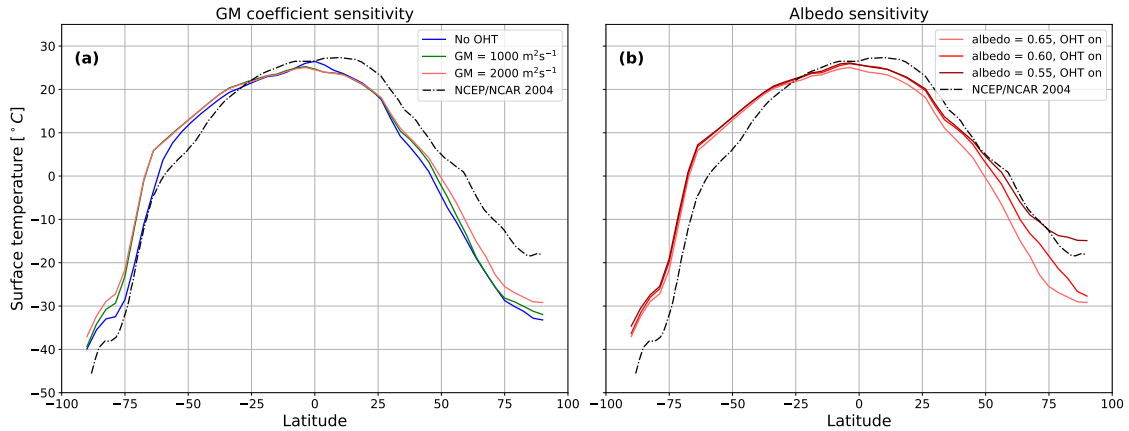 GM coefficient sensitivity
(a)
No OHT
GM = 1000 m²s⁻¹
GM = 2000 m²s⁻¹
NCEP/NCAR 2004
Surface temperature [°C]
30
20
10
0
−10
−20
−30
−40
−50
−100
−75
−50
−25
0
25
50
75
100
Latitude
Albedo sensitivity
(b)
albedo = 0.65, OHT on
albedo = 0.60, OHT on
albedo = 0.55, OHT on
NCEP/NCAR 2004
−100
−75
−50
−25
0
25
50
75
100
Latitude